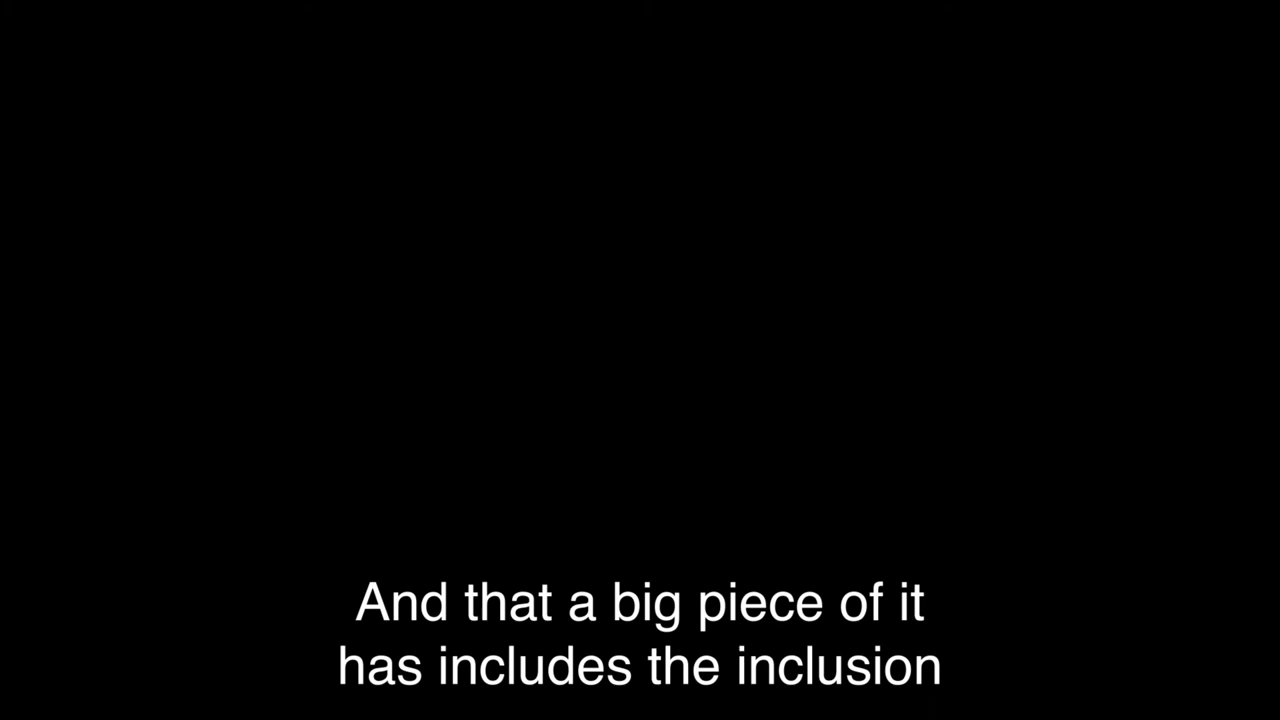 And that a big piece of it
has includes the inclusion